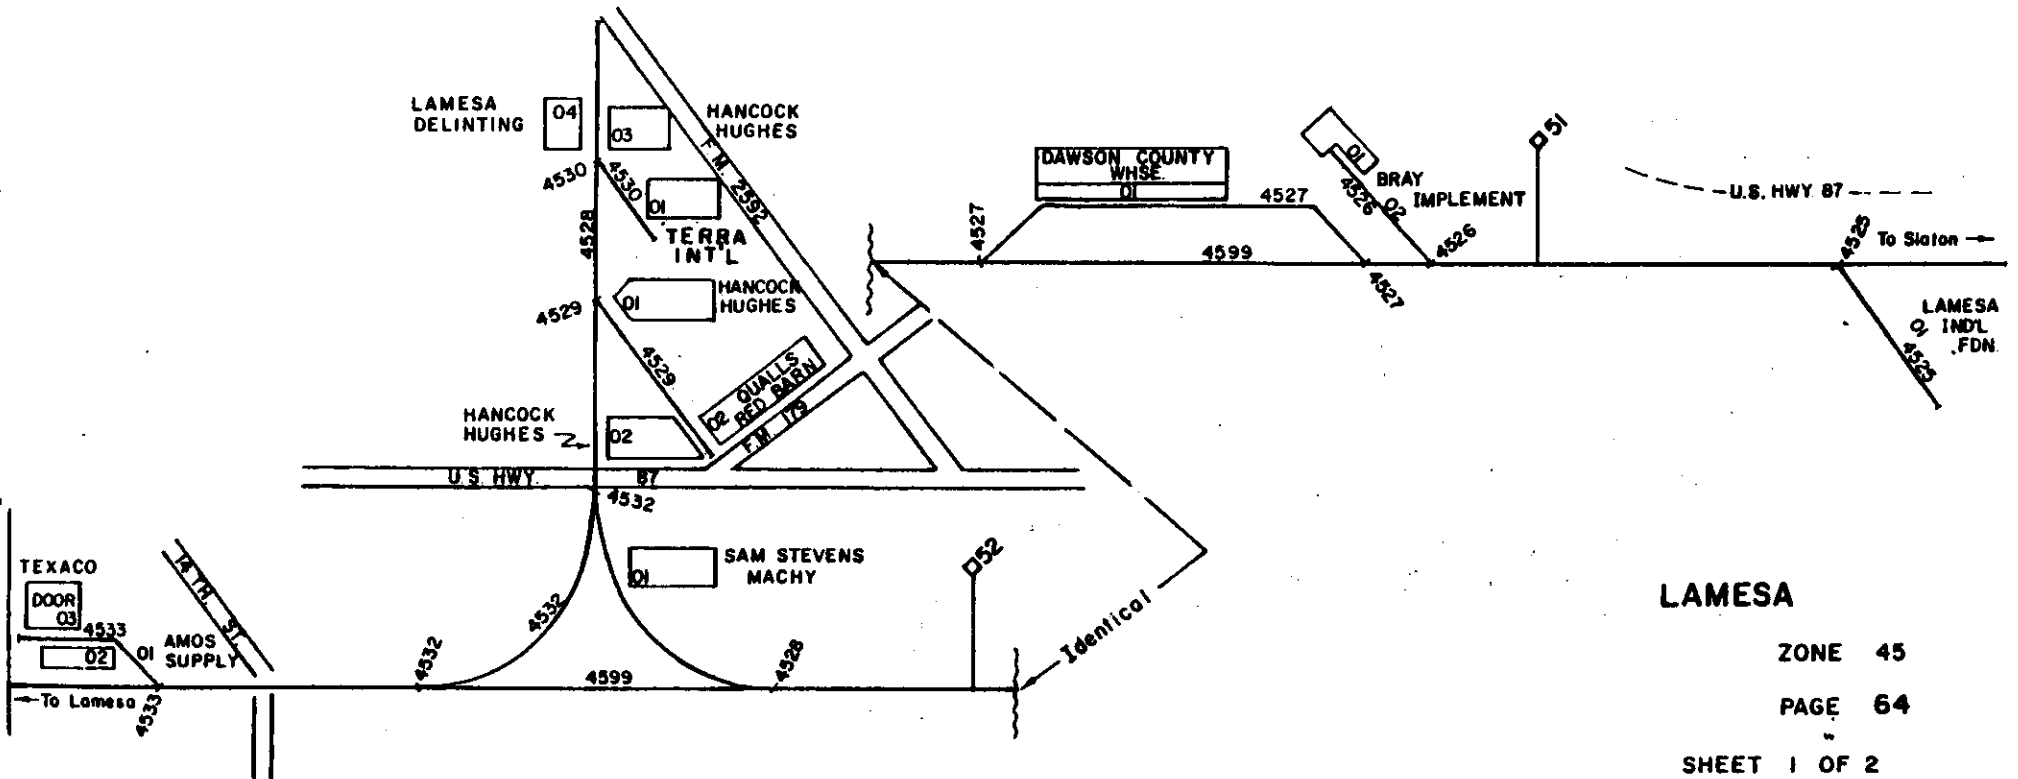 LAMESA
DELINTING
04
03
HANCOCK
HUGHES
4530
4530
01
TERRA
INT'L
F.M. 2592
4528
4529
01
HANCOCK
HUGHES
4529
02 QUALLS
RED BARN
F.M. 179
HANCOCK
HUGHES
02
U.S. HWY. 87
4532
01
SAM STEVENS
MACHY
52
4532
4532
4599
4528
Identical
TEXACO
DOOR
03
4533
02
01
AMOS
SUPPLY
14 TH. ST.
To Lamesa
4533
DAWSON COUNTY
WHSE.
01
4527
4527
4599
4527
01
BRAY
IMPLEMENT
4526
02
4526
51
U.S. HWY 87
4525
To Slaton
LAMESA
IND'L
FDN.
01
4525
LAMESA
ZONE 45
PAGE 64
SHEET 1 OF 2